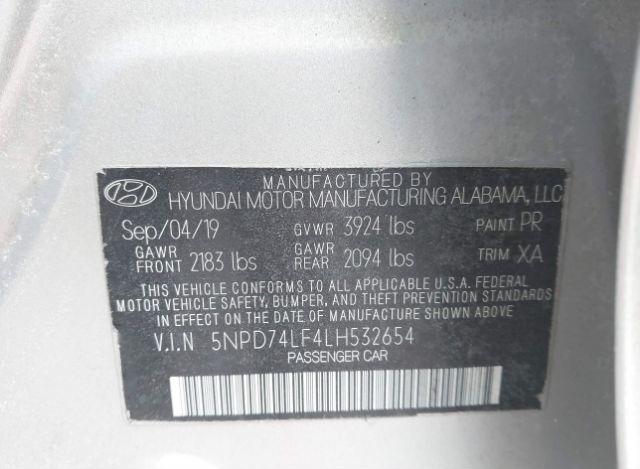 MANUFACTURED BY
HYUNDAI MOTOR MANUFACTURING ALABAMA, LLC
Sep/04/19 GVWR 3924 lbs PAINT PR
GAWR FRONT 2183 lbs GAWR REAR 2094 lbs TRIM XA
THIS VEHICLE CONFORMS TO ALL APPLICABLE U.S.A. FEDERAL
MOTOR VEHICLE SAFETY, BUMPER, AND THEFT PREVENTION STANDARDS
IN EFFECT ON THE DATE OF MANUFACTURE SHOWN ABOVE
V.I.N 5NPD74LF4LH532654
PASSENGER CAR